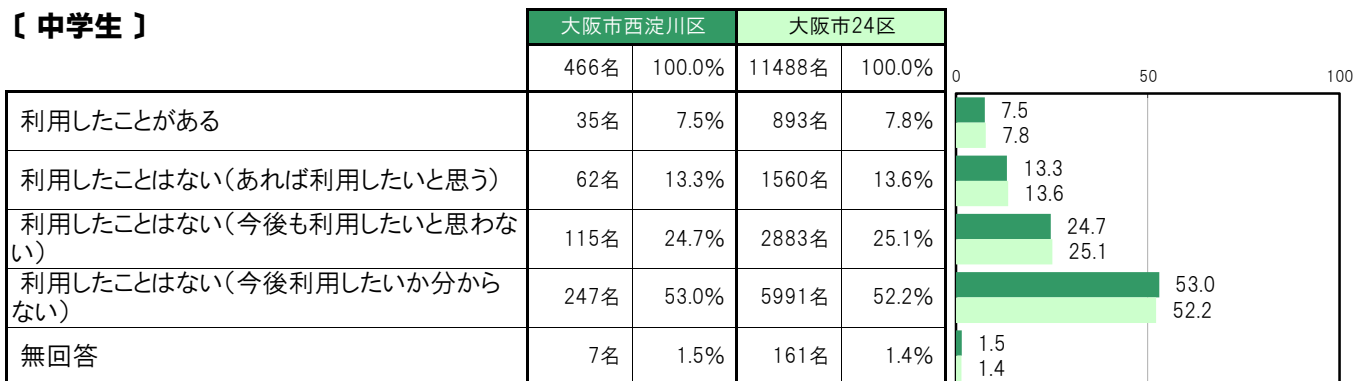 〔 中学生 〕
大阪市西淀川区 大阪市24区
466名 100.0% 11488名 100.0%
0 50 100
利用したことがある 35名 7.5% 893名 7.8%
7.5
7.8
利用したことはない（あれば利用したいと思う） 62名 13.3% 1560名 13.6%
13.3
13.6
利用したことはない（今後も利用したいと思わな
い） 115名 24.7% 2883名 25.1%
24.7
25.1
利用したことはない（今後利用したいか分から
ない） 247名 53.0% 5991名 52.2%
53.0
52.2
無回答 7名 1.5% 161名 1.4%
1.5
1.4